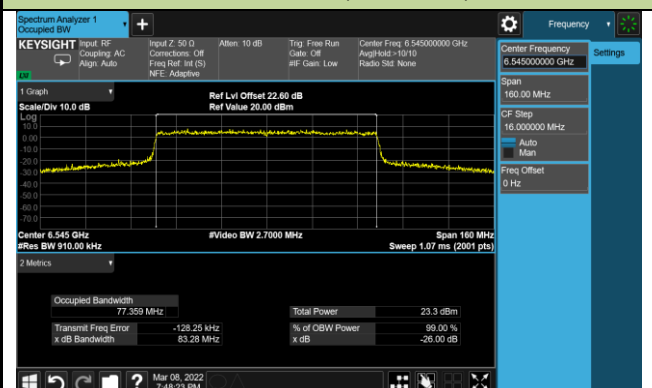 Spectrum Analyzer 1
Occupied BW
Frequency
KEYSIGHT
Input: RF
Coupling: AC
Align: Auto
Input Z: 50 Ω
Corrections: Off
Freq Ref: Int (S)
NFE: Adaptive
Atten: 10 dB
Trig: Free Run
Gate: Off
#IF Gain: Low
Center Freq: 6.545000000 GHz
Avg|Hold:>10/10
Radio Std: None
LXI
1 Graph
Scale/Div 10.0 dB
Ref Lvl Offset 22.60 dB
Ref Value 20.00 dBm
Log
10.0
0.00
-10.0
-20.0
-30.0
-40.0
-50.0
-60.0
-70.0
Center 6.545 GHz
#Video BW 2.7000 MHz
Span 160 MHz
#Res BW 910.00 kHz
Sweep 1.07 ms (2001 pts)
2 Metrics
Occupied Bandwidth
77.359 MHz
Total Power
23.3 dBm
Transmit Freq Error
-128.25 kHz
% of OBW Power
99.00 %
x dB Bandwidth
83.28 MHz
x dB
-26.00 dB
Mar 08, 2022
7:48:23 PM
Center Frequency
6.545000000 GHz
Settings
Span
160.00 MHz
CF Step
16.000000 MHz
Auto
Man
Freq Offset
0 Hz